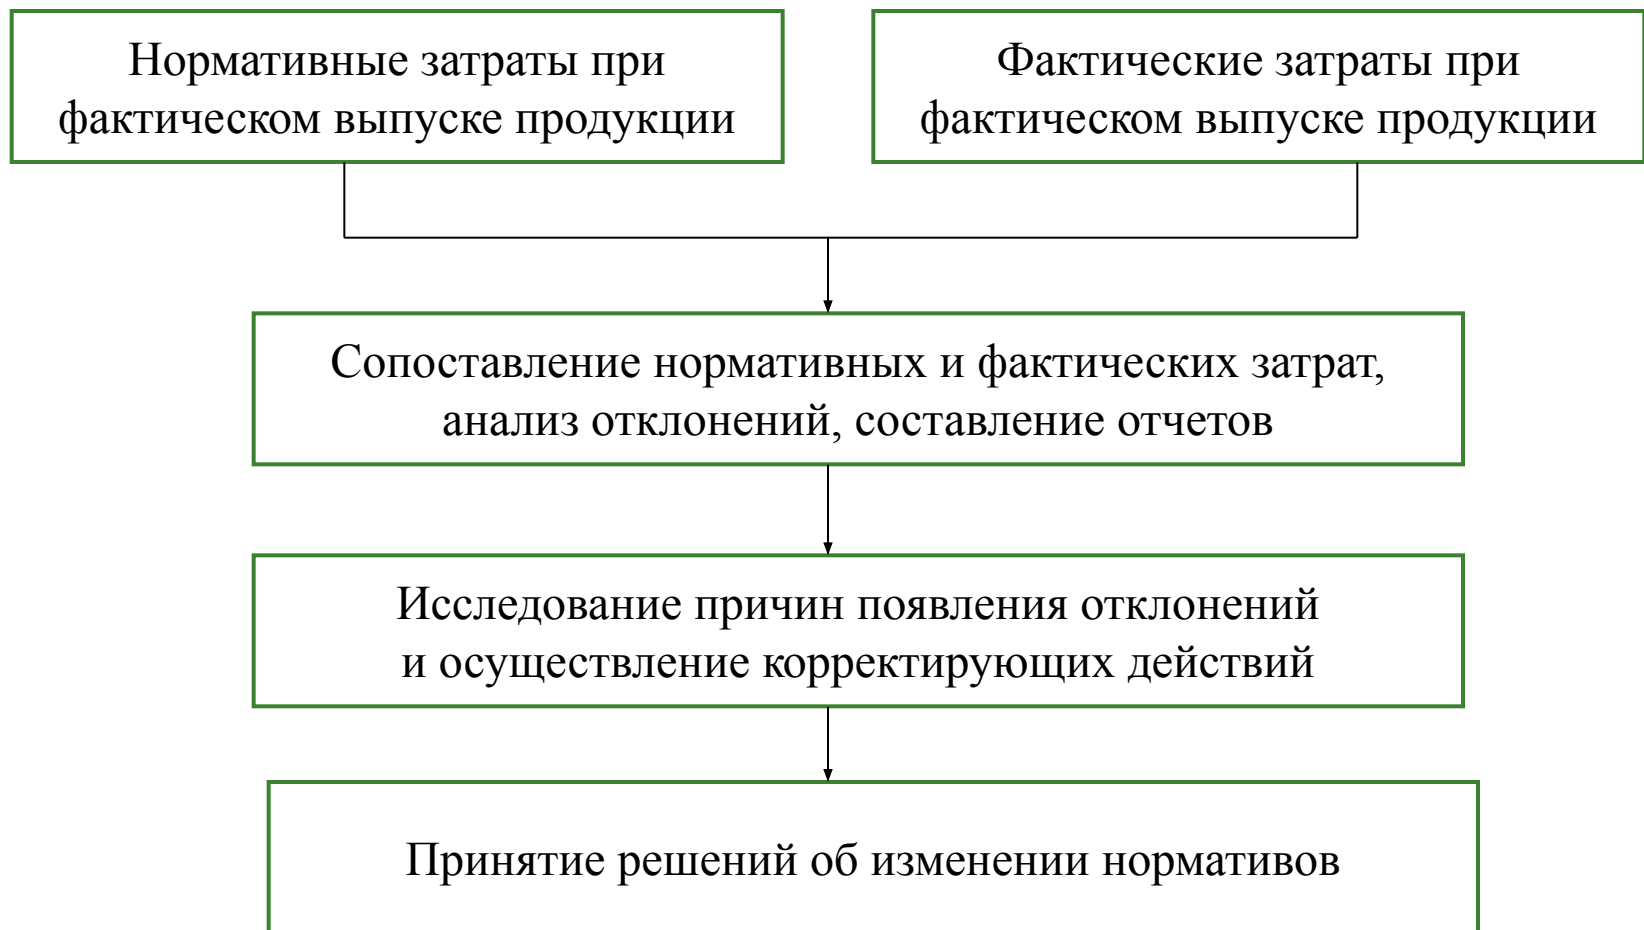 Нормативные затраты при
фактическом выпуске продукции
Фактические затраты при
фактическом выпуске продукции
Сопоставление нормативных и фактических затрат,
анализ отклонений, составление отчетов
Исследование причин появления отклонений
и осуществление корректирующих действий
Принятие решений об изменении нормативов